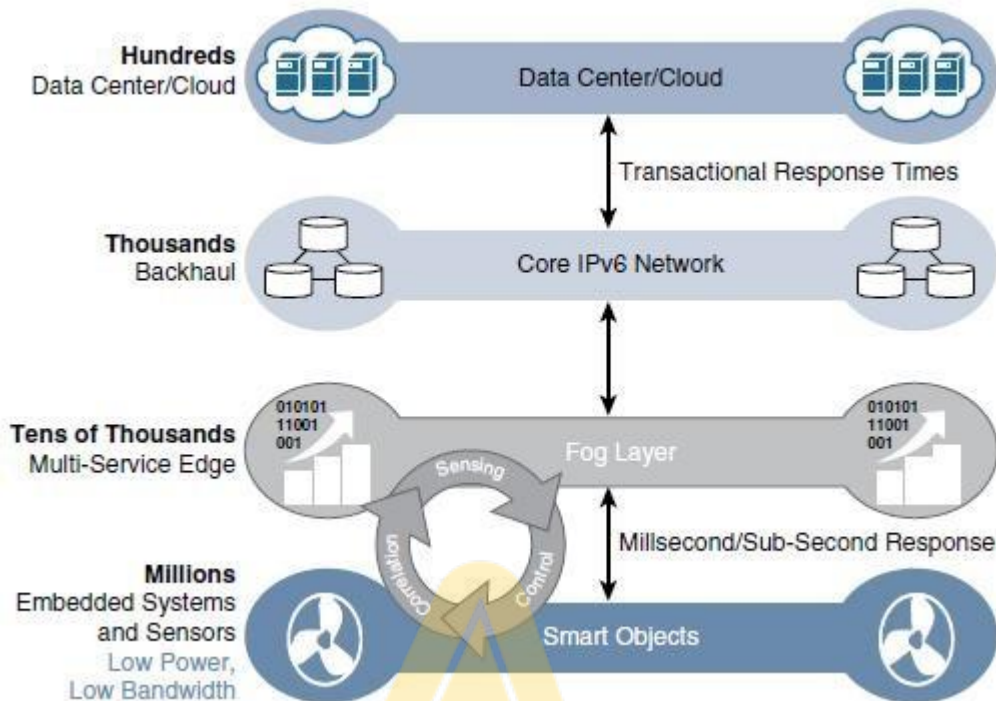 Hundreds
Data Center/Cloud
Data Center/Cloud
Transactional Response Times
Thousands
Backhaul
Core IPv6 Network
010101
11001
001
010101
11001
001
Tens of Thousands
Multi-Service Edge
Fog Layer
Sensing
Control
Correlation
Millsecond/Sub-Second Response
Millions
Embedded Systems
and Sensors
Low Power,
Low Bandwidth
Smart Objects